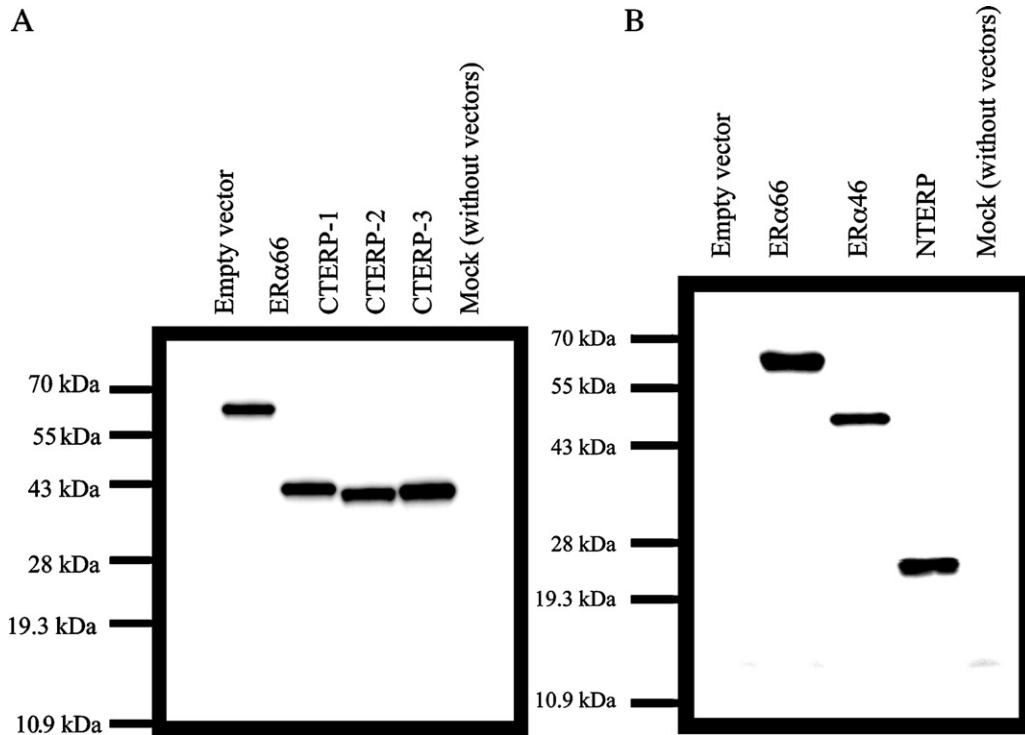 A
Empty vector
ERα66
CTERP-1
CTERP-2
CTERP-3
Mock (without vectors)
70 kDa
55 kDa
43 kDa
28 kDa
19.3 kDa
10.9 kDa
B
Empty vector
ERα66
ERα46
NTERP
Mock (without vectors)
70 kDa
55 kDa
43 kDa
28 kDa
19.3 kDa
10.9 kDa